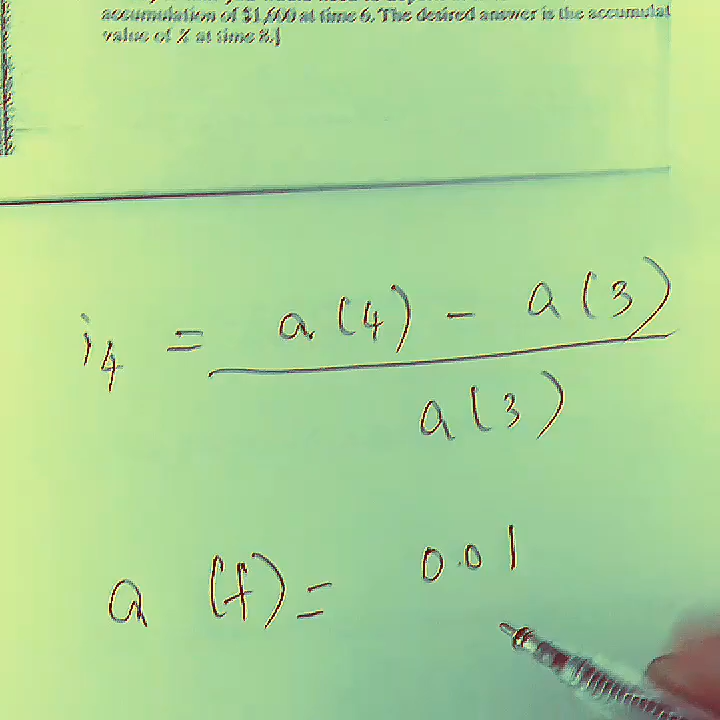 accumulation of $1,000 at time 6. The desired answer is the accumulat
value of X at time 8.]
i₄ = a(4) - a(3) / a(3)
a (t) = 0.01